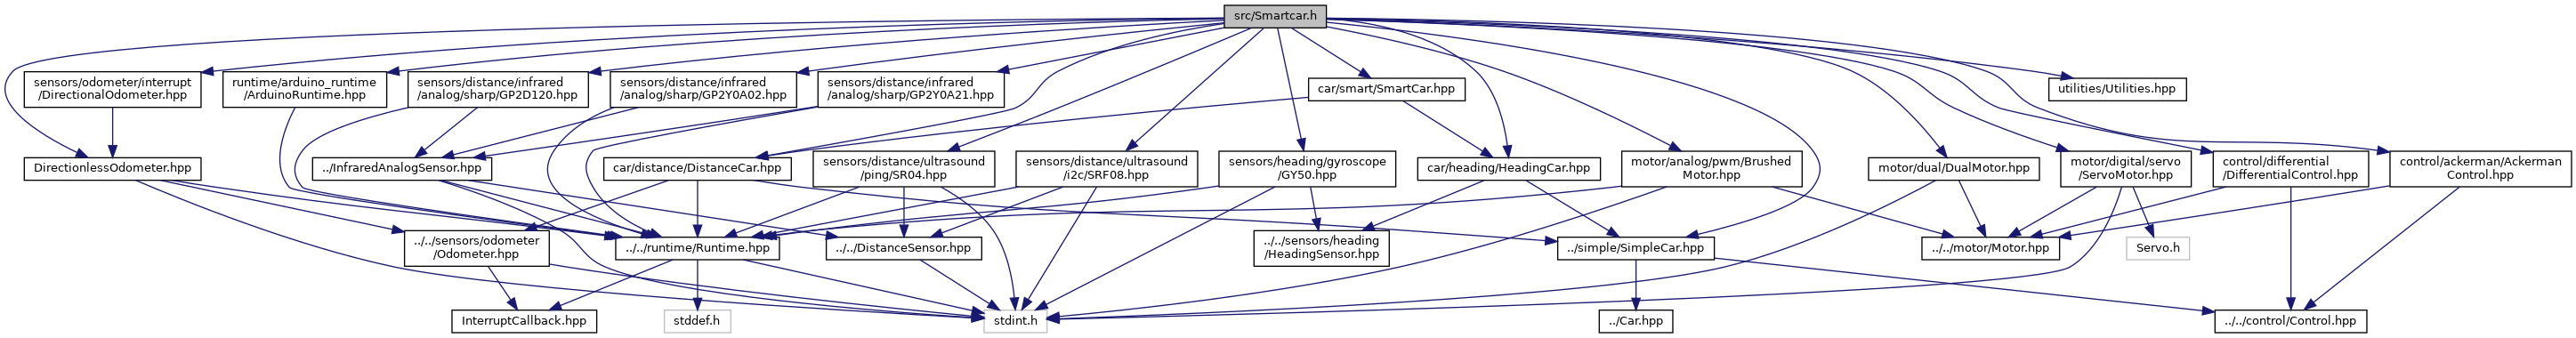 src/Smartcar.h
sensors/odometer/interrupt
/DirectionalOdometer.hpp
runtime/arduino_runtime
/ArduinoRuntime.hpp
sensors/distance/infrared
/analog/sharp/GP2D120.hpp
sensors/distance/infrared
/analog/sharp/GP2Y0A02.hpp
sensors/distance/infrared
/analog/sharp/GP2Y0A21.hpp
car/smart/SmartCar.hpp
utilities/Utilities.hpp
DirectionlessOdometer.hpp
../InfraredAnalogSensor.hpp
car/distance/DistanceCar.hpp
sensors/distance/ultrasound
/ping/SR04.hpp
sensors/distance/ultrasound
/i2c/SRF08.hpp
sensors/heading/gyroscope
/GY50.hpp
car/heading/HeadingCar.hpp
motor/analog/pwm/Brushed
Motor.hpp
motor/dual/DualMotor.hpp
motor/digital/servo
/ServoMotor.hpp
control/differential
/DifferentialControl.hpp
control/ackerman/Ackerman
Control.hpp
../../sensors/odometer
/Odometer.hpp
../../runtime/Runtime.hpp
../../DistanceSensor.hpp
../../sensors/heading
/HeadingSensor.hpp
../simple/SimpleCar.hpp
../../motor/Motor.hpp
Servo.h
InterruptCallback.hpp
stddef.h
stdint.h
../Car.hpp
../../control/Control.hpp